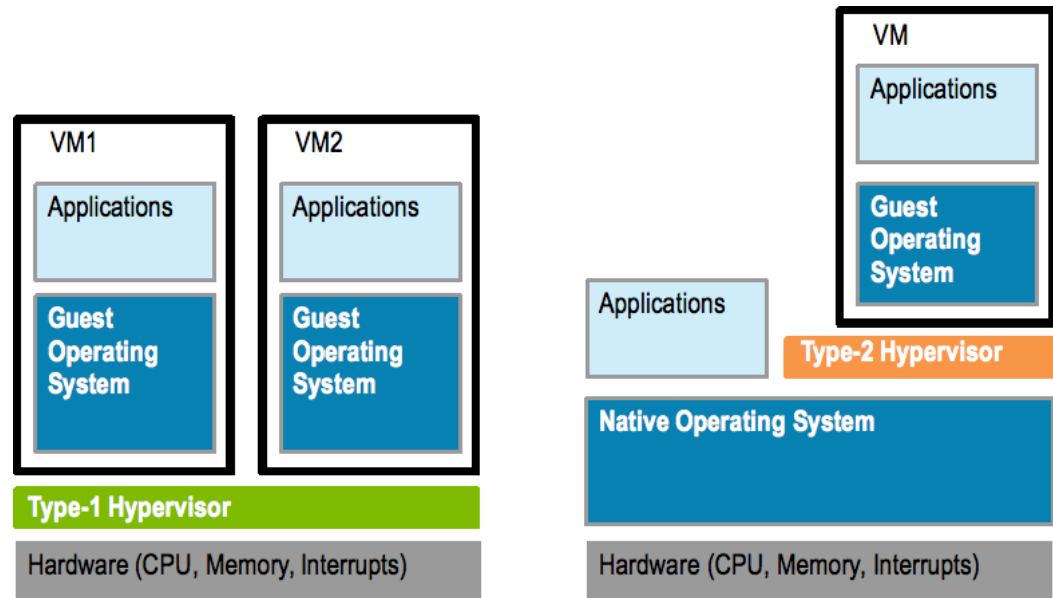 VM1
Applications
Guest
Operating
System
VM2
Applications
Guest
Operating
System
Type-1 Hypervisor
Hardware (CPU, Memory, Interrupts)
VM
Applications
Guest
Operating
System
Applications
Type-2 Hypervisor
Native Operating System
Hardware (CPU, Memory, Interrupts)